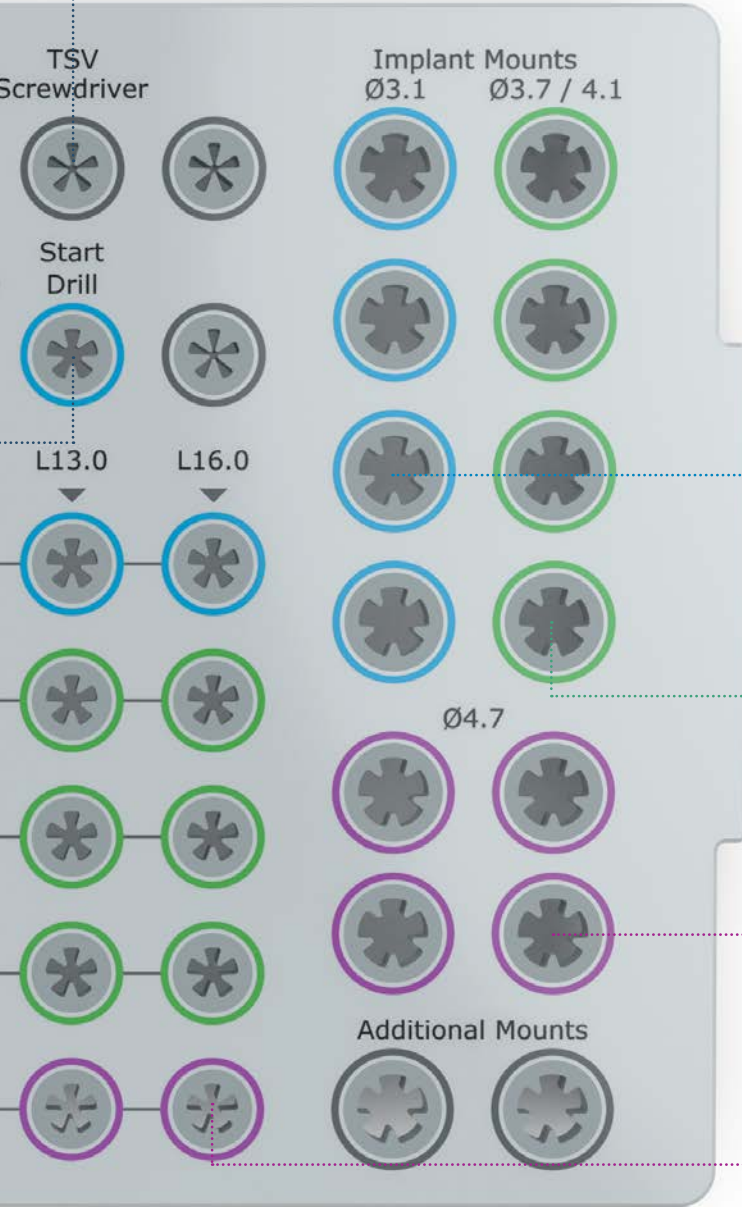 TSV
Screwdriver
Implant Mounts
Ø3.1 Ø3.7 / 4.1
Start
Drill
L13.0 L16.0
Ø4.7
Additional Mounts